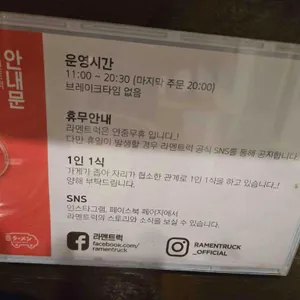 안내문
운영시간
11:00 ~ 20:30 (마지막 주문 20:00)
브레이크타임 없음
휴무안내
라멘트럭은 연중무휴 입니다..!
다만 휴일이 발생할 경우 라멘트럭 공식 SNS를 통해 공지합니다
1인 1식
가게가 좁아 자리가 협소한 관계로 1인 1식을 하고 있습니다.!
양해 부탁드립니다.
SNS
인스타그램, 페이스북 페이지에서
라멘트럭의 스토리와 소식을 보실 수 있습니다.
라멘트럭
facebook.com/
ramentruck
RAMENTRUCK
_OFFICIAL
ラーメン